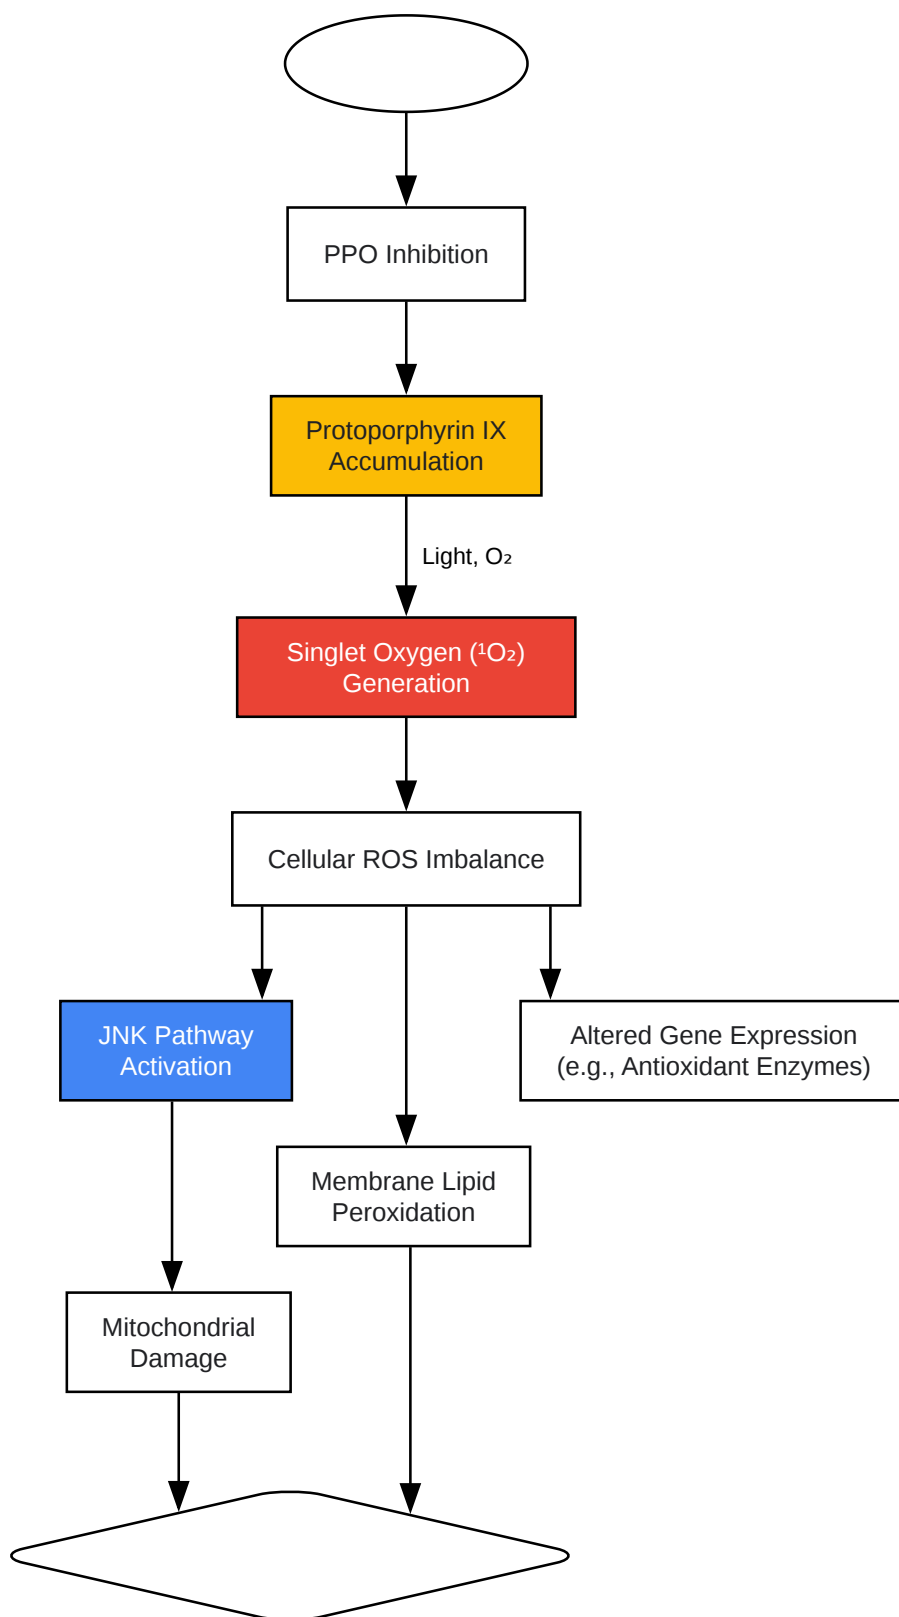 PPO Inhibition
Protoporphyrin IX
Accumulation
Light, O₂
Singlet Oxygen (¹O₂)
Generation
Cellular ROS Imbalance
JNK Pathway
Activation
Altered Gene Expression
(e.g., Antioxidant Enzymes)
Membrane Lipid
Peroxidation
Mitochondrial
Damage